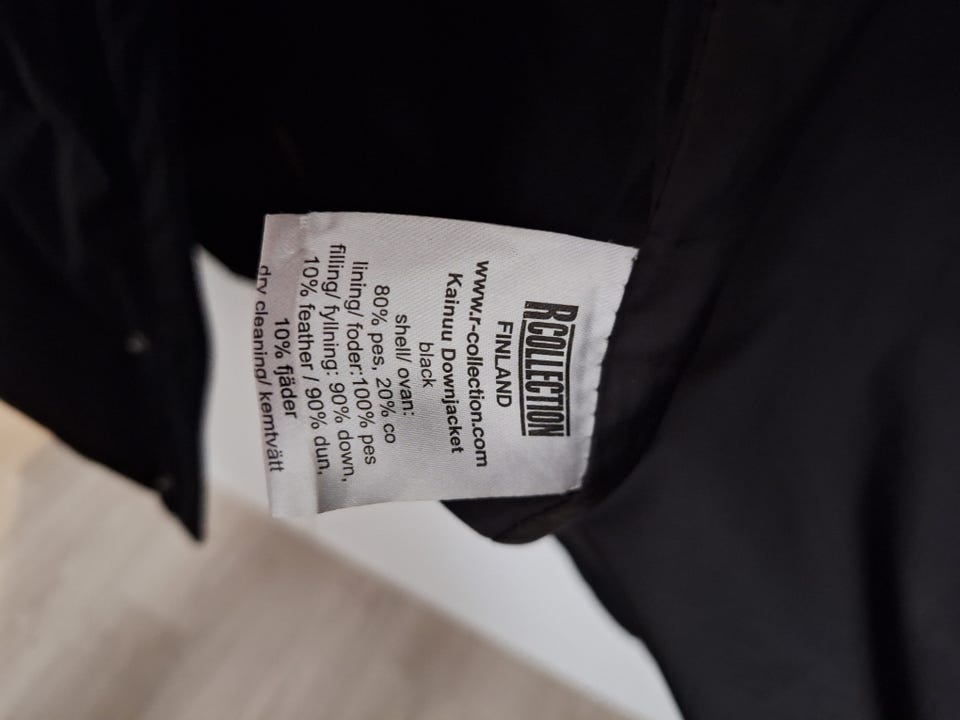 RCOLLECTION
FINLAND
www.r-collection.com
Kainuu Downjacket
black
shell/ ovan:
80% pes, 20% co
lining/ foder:100% pes
filling/ fyllning: 90% down,
10% feather / 90% dun,
10% fjäder
dry cleaning/ kemtvätt